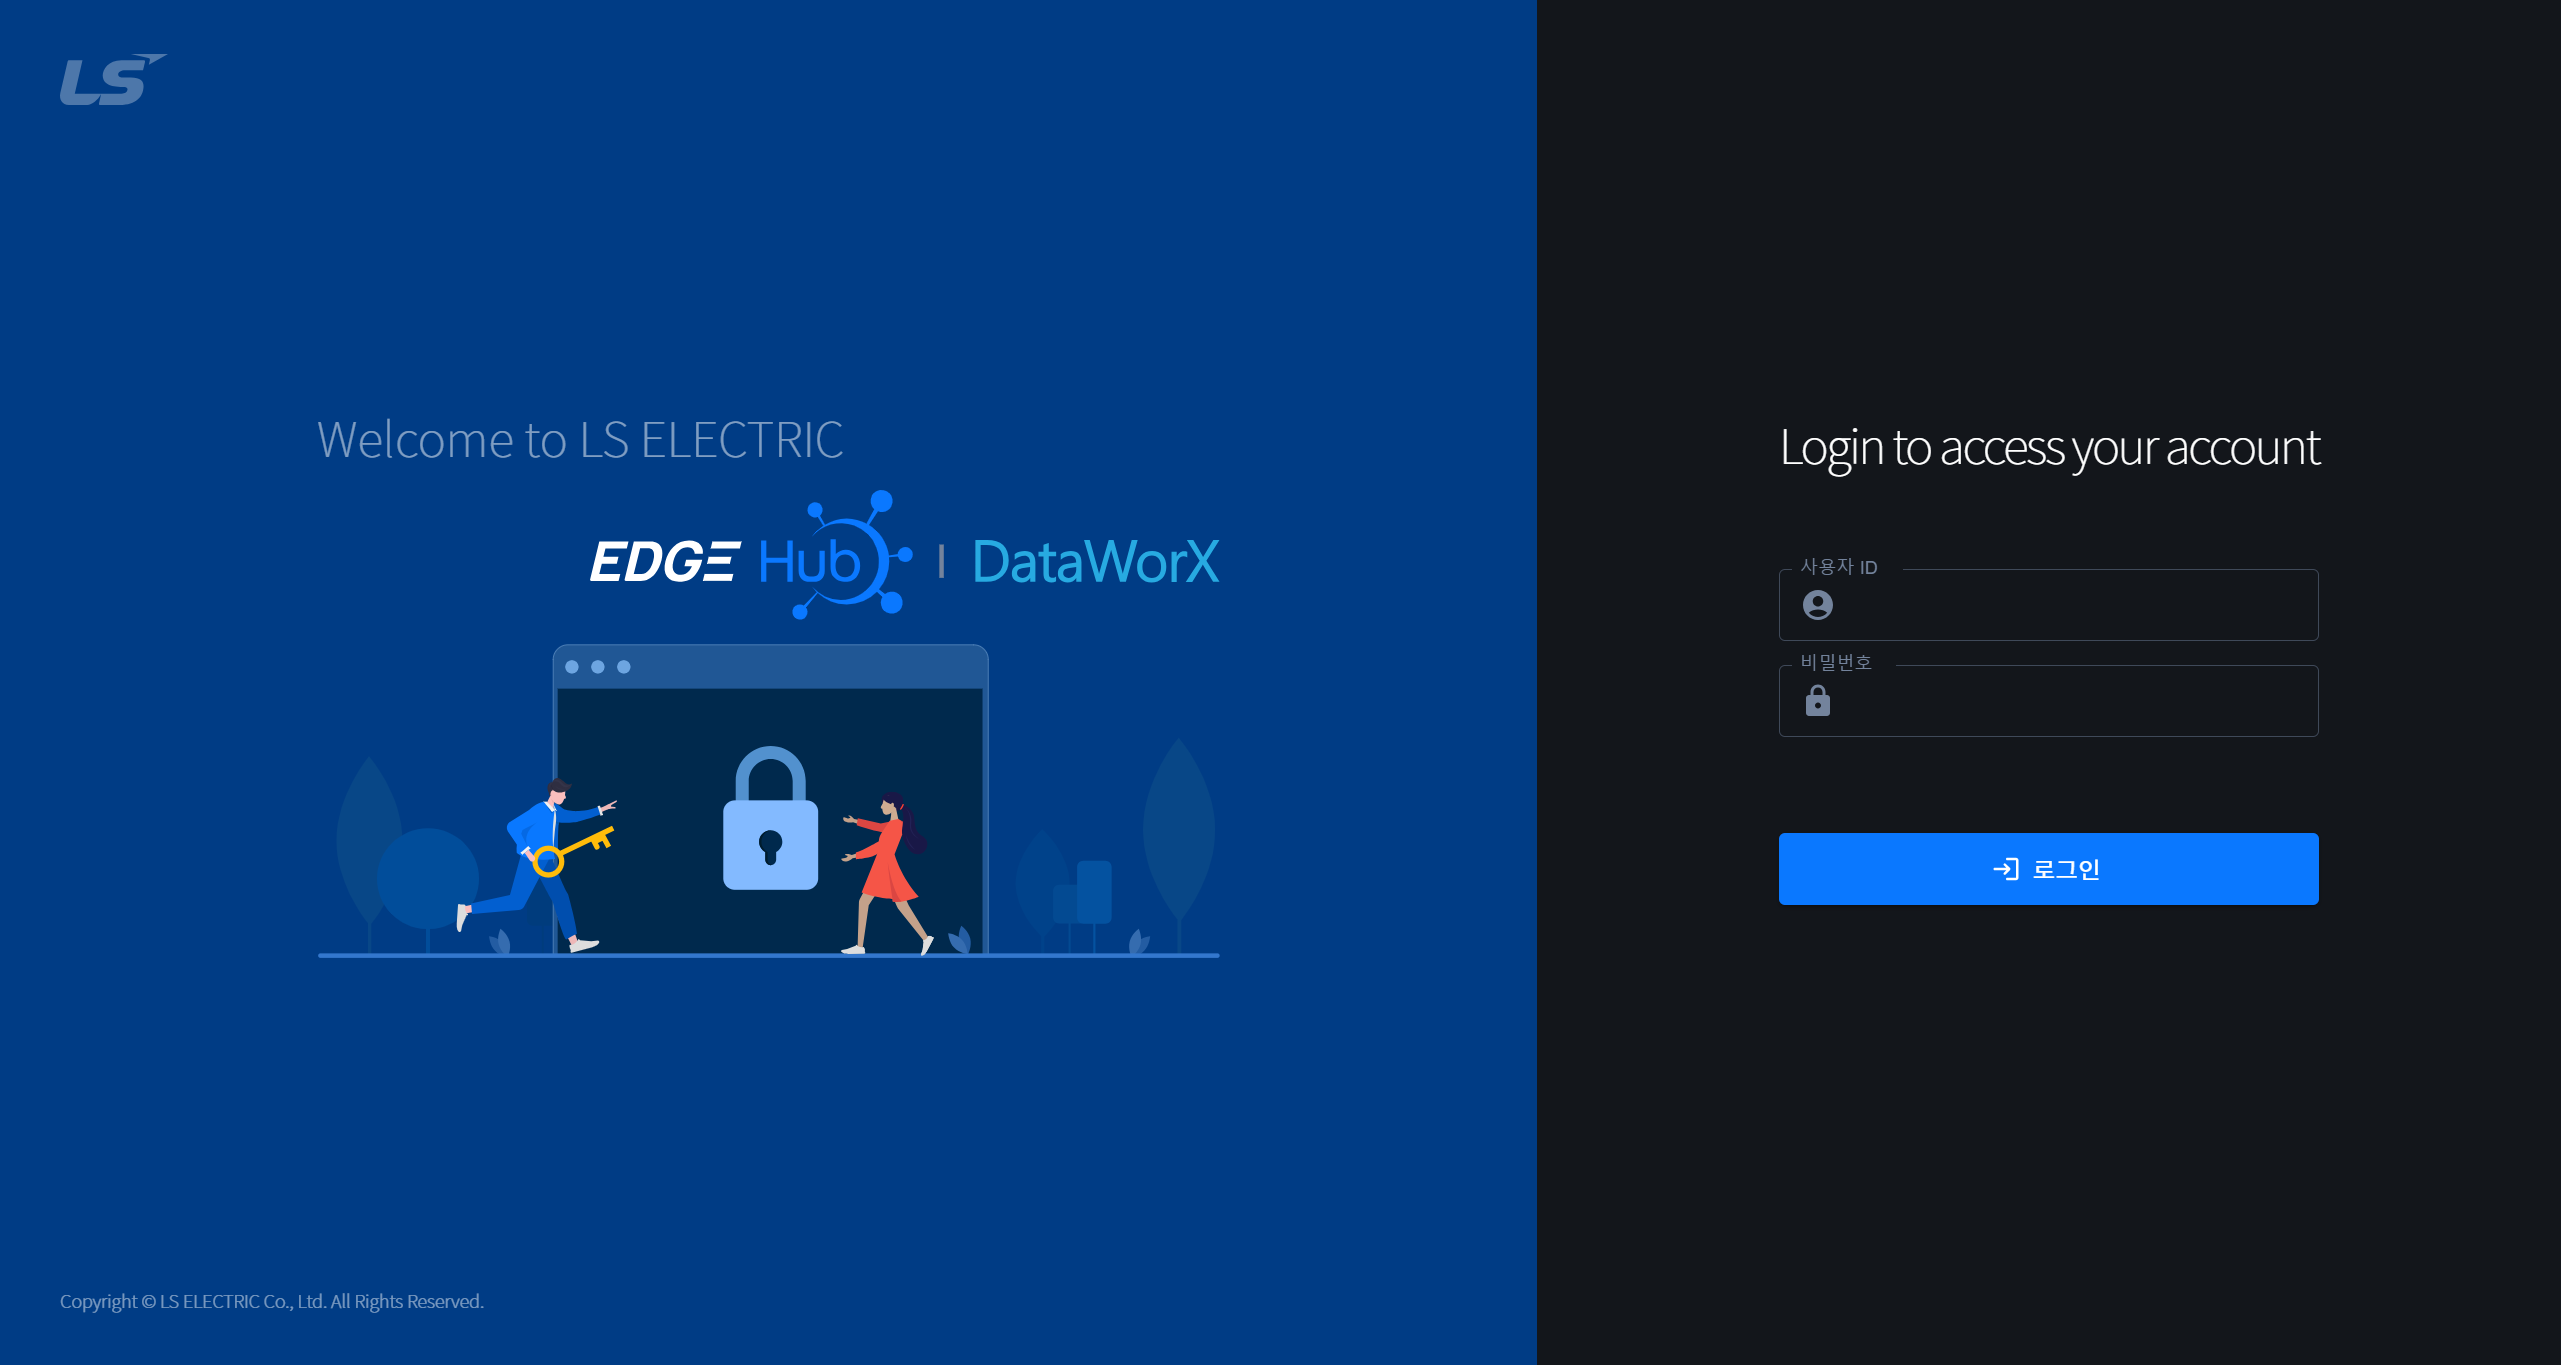 LS
Welcome to LS ELECTRIC
EDGE Hub | DataWorX
Copyright © LS ELECTRIC Co., Ltd. All Rights Reserved.
Login to access your account
사용자 ID
비밀번호
로그인